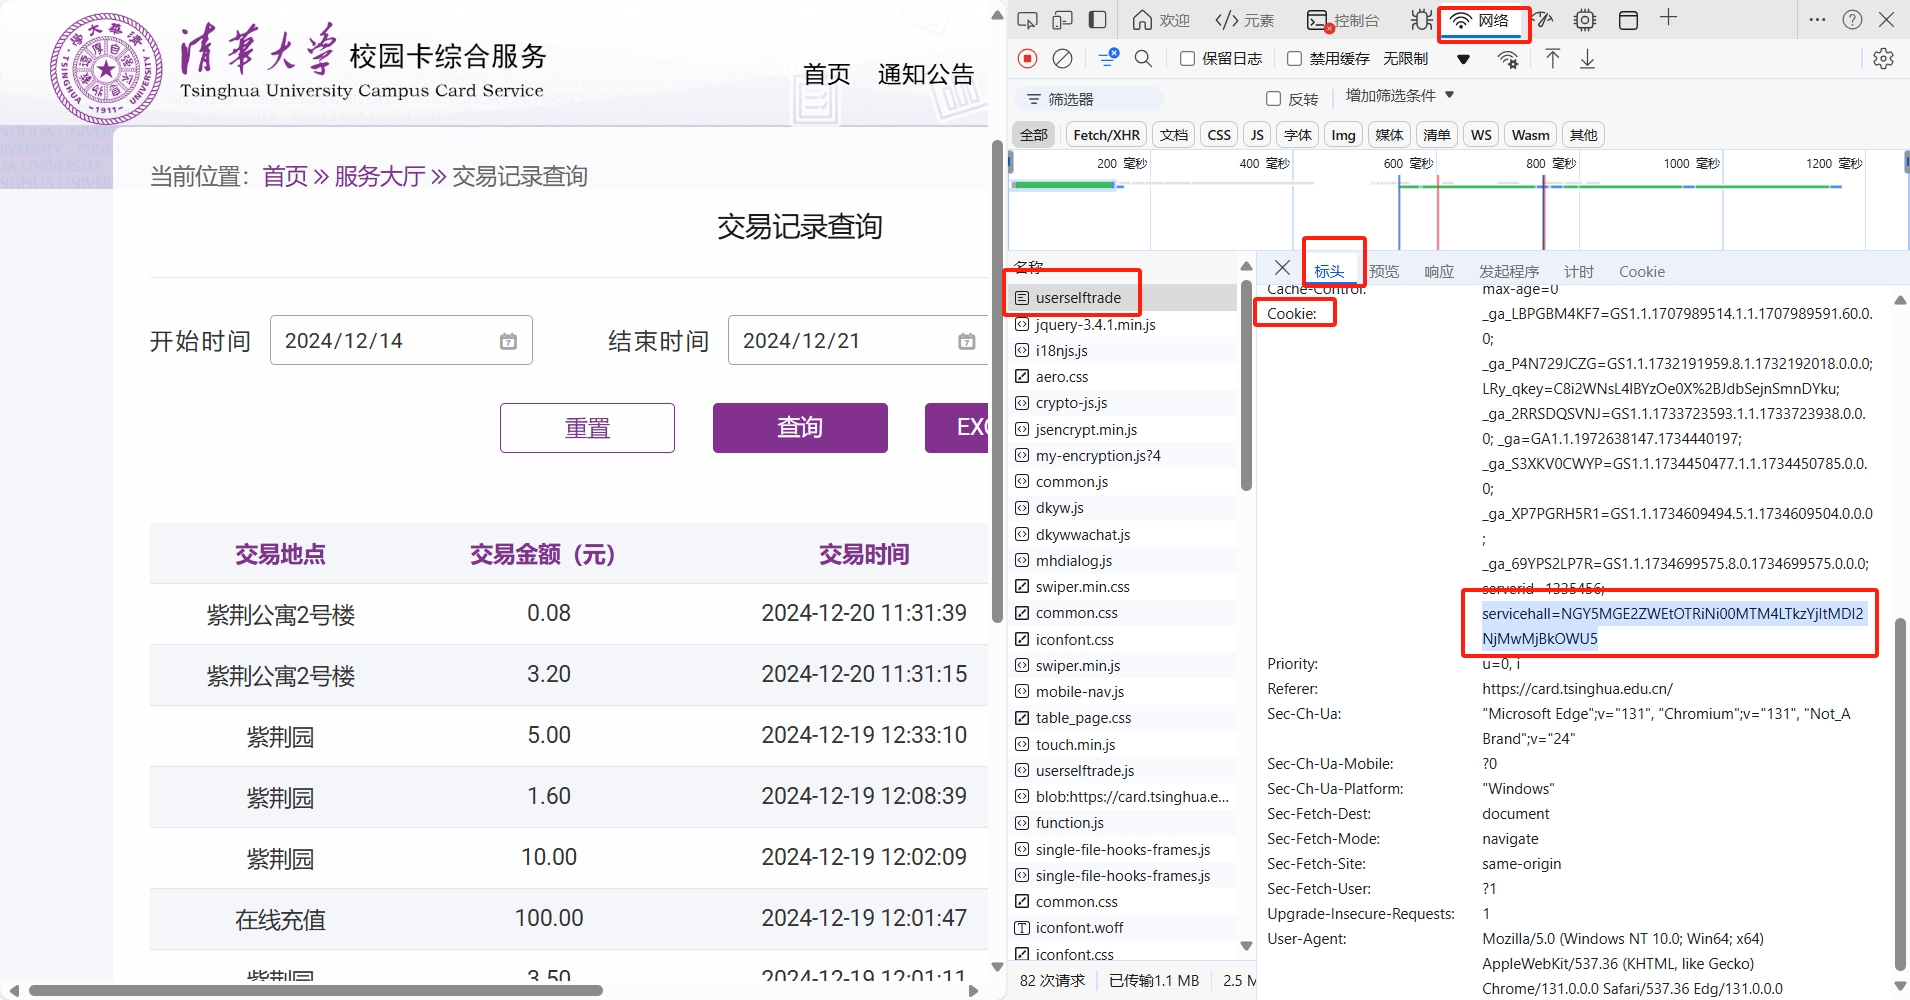 清华大学 校园卡综合服务
Tsinghua University Campus Card Service
首页 通知公告
当前位置：首页 » 服务大厅 » 交易记录查询
交易记录查询
开始时间 2024/12/14 结束时间 2024/12/21
重置 查询
交易地点 交易金额（元） 交易时间
紫荆公寓2号楼 0.08 2024-12-20 11:31:39
紫荆公寓2号楼 3.20 2024-12-20 11:31:15
紫荆园 5.00 2024-12-19 12:33:10
紫荆园 1.60 2024-12-19 12:08:39
紫荆园 10.00 2024-12-19 12:02:09
在线充值 100.00 2024-12-19 12:01:47
紫荆园 3.50 2024-12-19 12:01:11
欢迎 元素 控制台 网络
保留日志 禁用缓存 无限制
筛选器 反转 增加筛选条件
全部 Fetch/XHR 文档 CSS JS 字体 Img 媒体 清单 WS Wasm 其他
200 毫秒 400 毫秒 600 毫秒 800 毫秒 1000 毫秒 1200 毫秒
名称
userselftrade
jquery-3.4.1.min.js
i18njs.js
aero.css
crypto-js.js
jsencrypt.min.js
my-encryption.js?4
common.js
dkyw.js
dkywwachat.js
mhdialog.js
swiper.min.css
common.css
iconfont.css
swiper.min.js
mobile-nav.js
table_page.css
touch.min.js
userselftrade.js
blob:https://card.tsinghua.e...
function.js
single-file-hooks-frames.js
single-file-hooks-frames.js
common.css
iconfont.woff
iconfont.css
82 次请求 已传输1.1 MB 2.5 M
标头 预览 响应 发起程序 计时 Cookie
Cache-Control: max-age=0
Cookie: _ga_LBPGBM4KF7=GS1.1.1707989514.1.1.1707989591.60.0.
0;
_ga_P4N729JCZG=GS1.1.1732191959.8.1.1732192018.0.0.0;
LRy_qkey=C8i2WNsL4IBYzOe0X%2BJdbSejnSmnDYku;
_ga_2RRSDQSVNJ=GS1.1.1733723593.1.1.1733723938.0.0.
0; _ga=GA1.1.1972638147.1734440197;
_ga_S3XKV0CWYP=GS1.1.1734450477.1.1.1734450785.0.0.
0;
_ga_XP7PGRH5R1=GS1.1.1734609494.5.1.1734609504.0.0.0
;
_ga_69YPS2LP7R=GS1.1.1734699575.8.0.1734699575.0.0.0;
serverid=1335456;
servicehall=NGY5MGE2ZWEtOTRiNi00MTM4LTkzYjltMDI2
NjMwMjBkOWU5
Priority: u=0, i
Referer: https://card.tsinghua.edu.cn/
Sec-Ch-Ua: "Microsoft Edge";v="131", "Chromium";v="131", "Not_A
Brand";v="24"
Sec-Ch-Ua-Mobile: ?0
Sec-Ch-Ua-Platform: "Windows"
Sec-Fetch-Dest: document
Sec-Fetch-Mode: navigate
Sec-Fetch-Site: same-origin
Sec-Fetch-User: ?1
Upgrade-Insecure-Requests: 1
User-Agent: Mozilla/5.0 (Windows NT 10.0; Win64; x64)
AppleWebKit/537.36 (KHTML, like Gecko)
Chrome/131.0.0.0 Safari/537.36 Edg/131.0.0.0